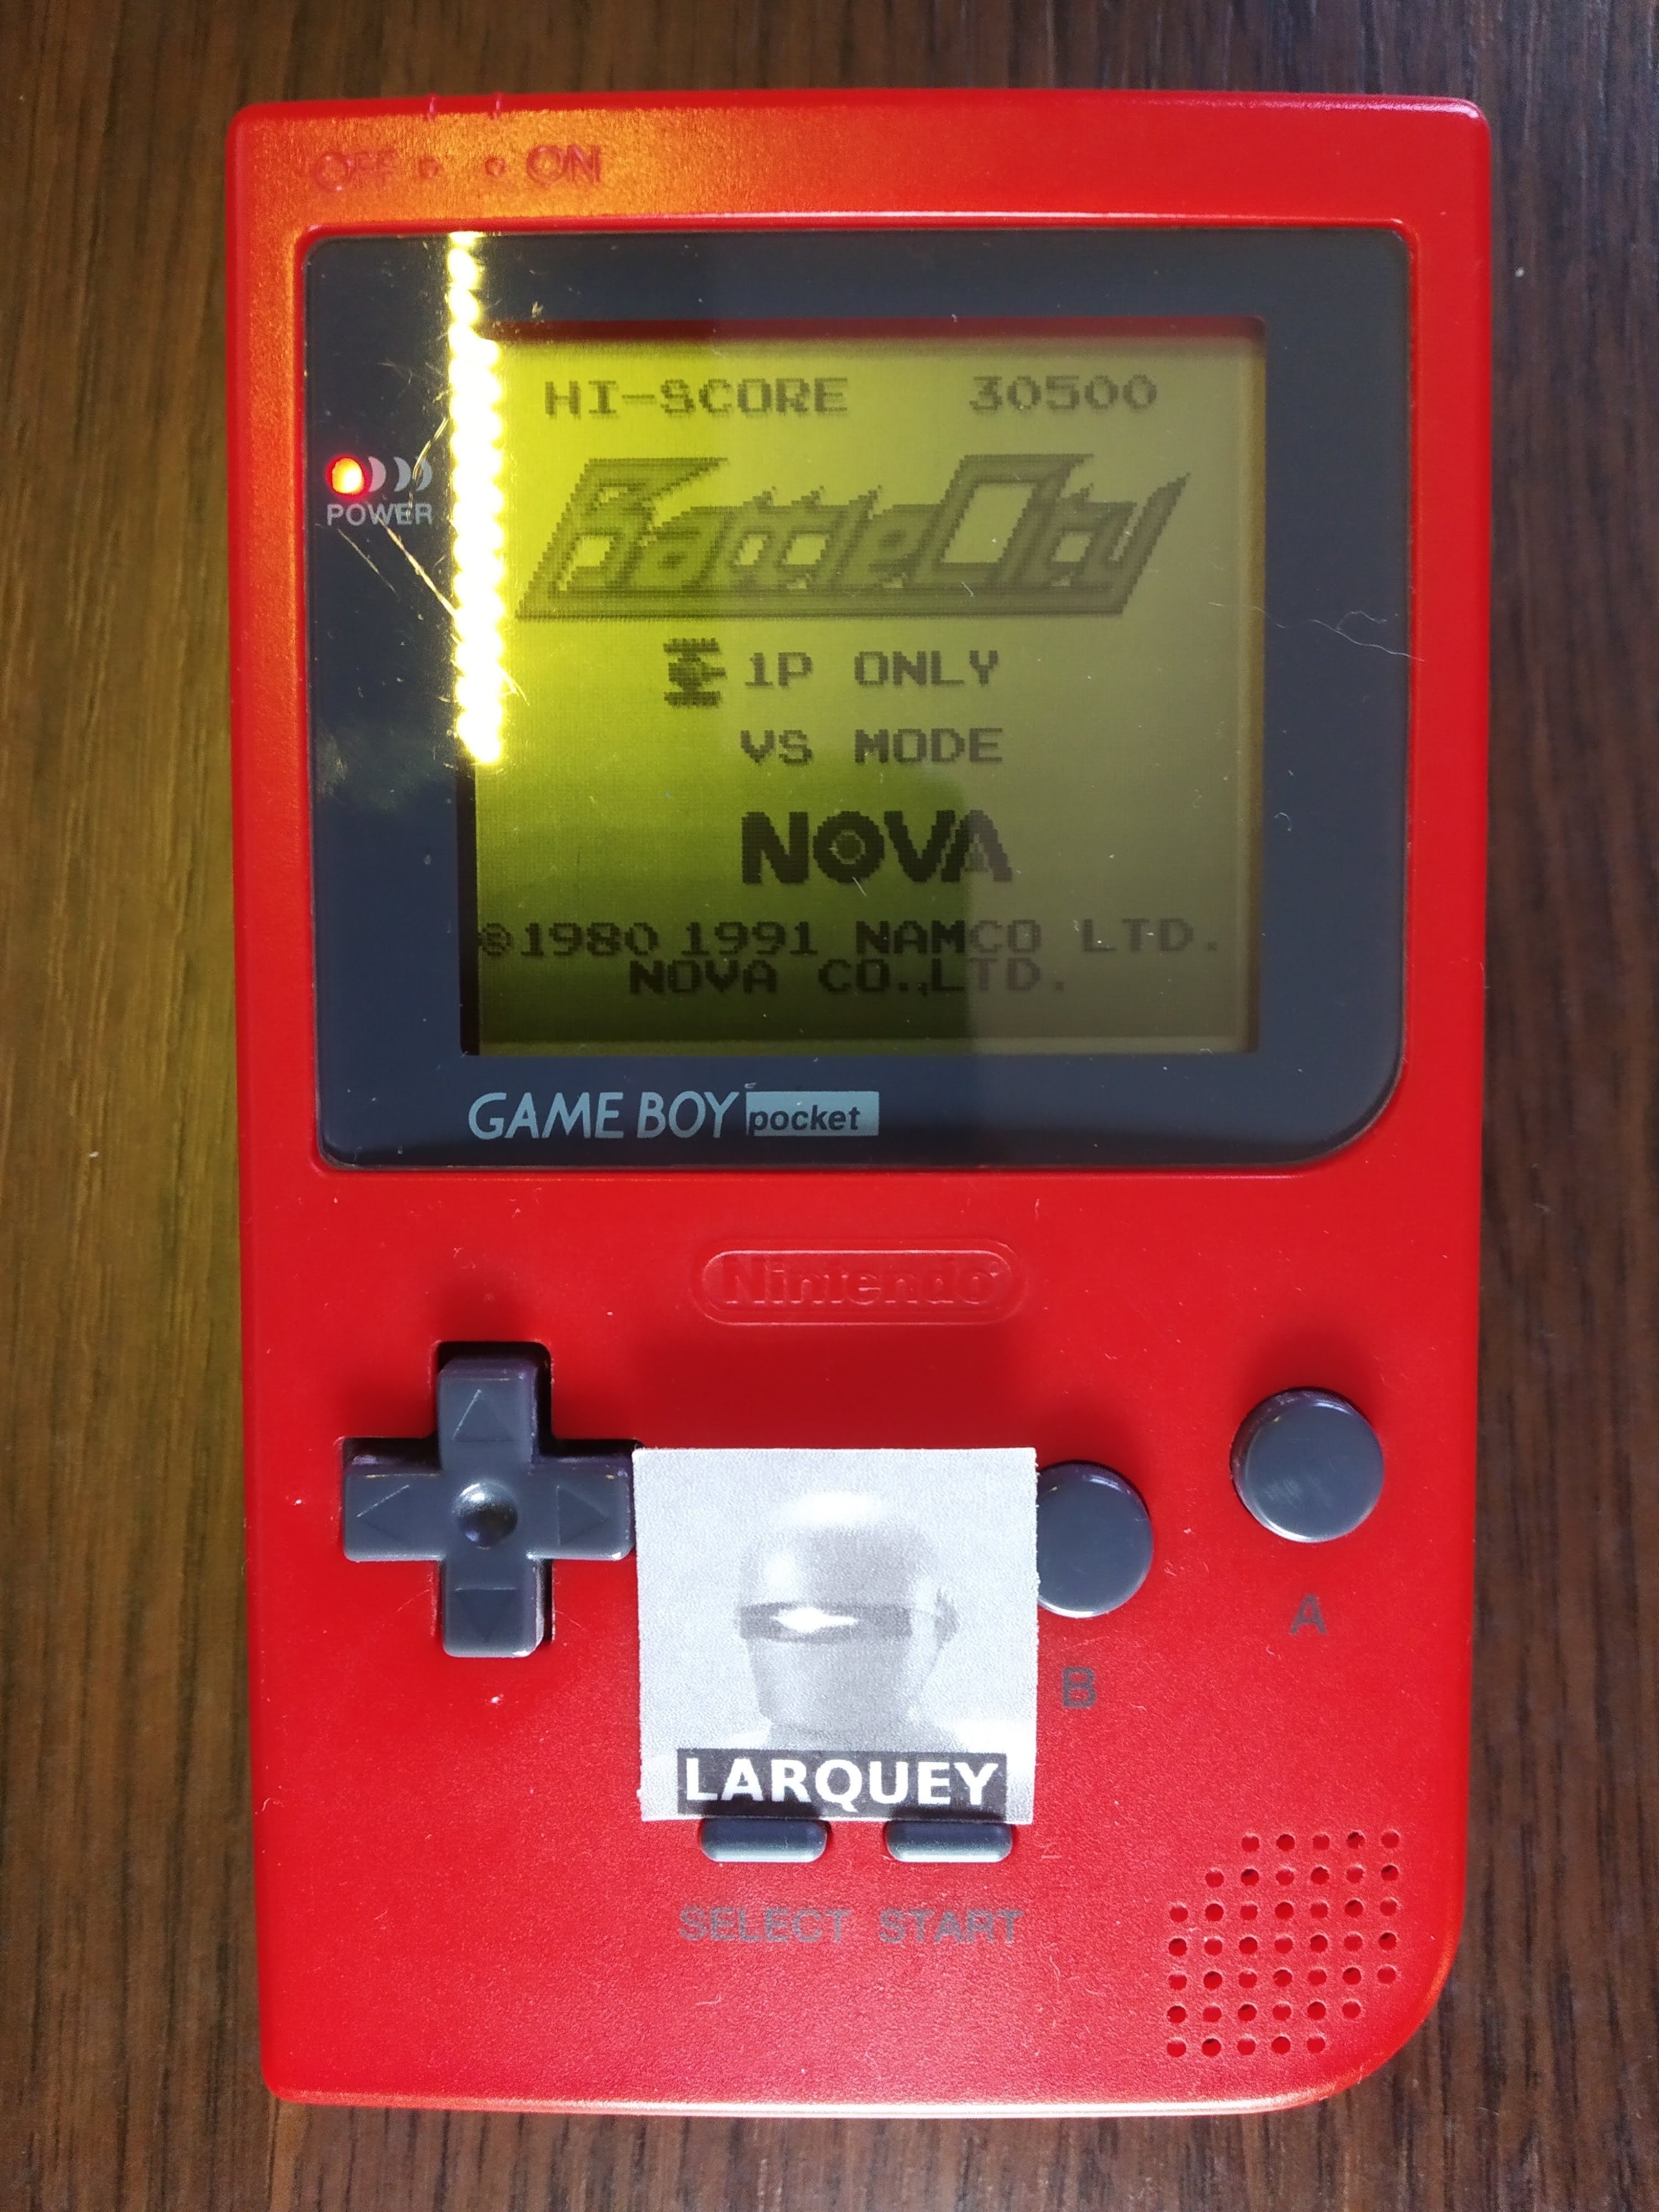 OFF ON
HI-SCORE 30500
BattleCity
POWER
1P ONLY
VS MODE
NOVA
©1980 1991 NAMCO LTD.
NOVA CO.,LTD.
GAME BOY pocket
Nintendo
A
B
LARQUEY
SELECT START